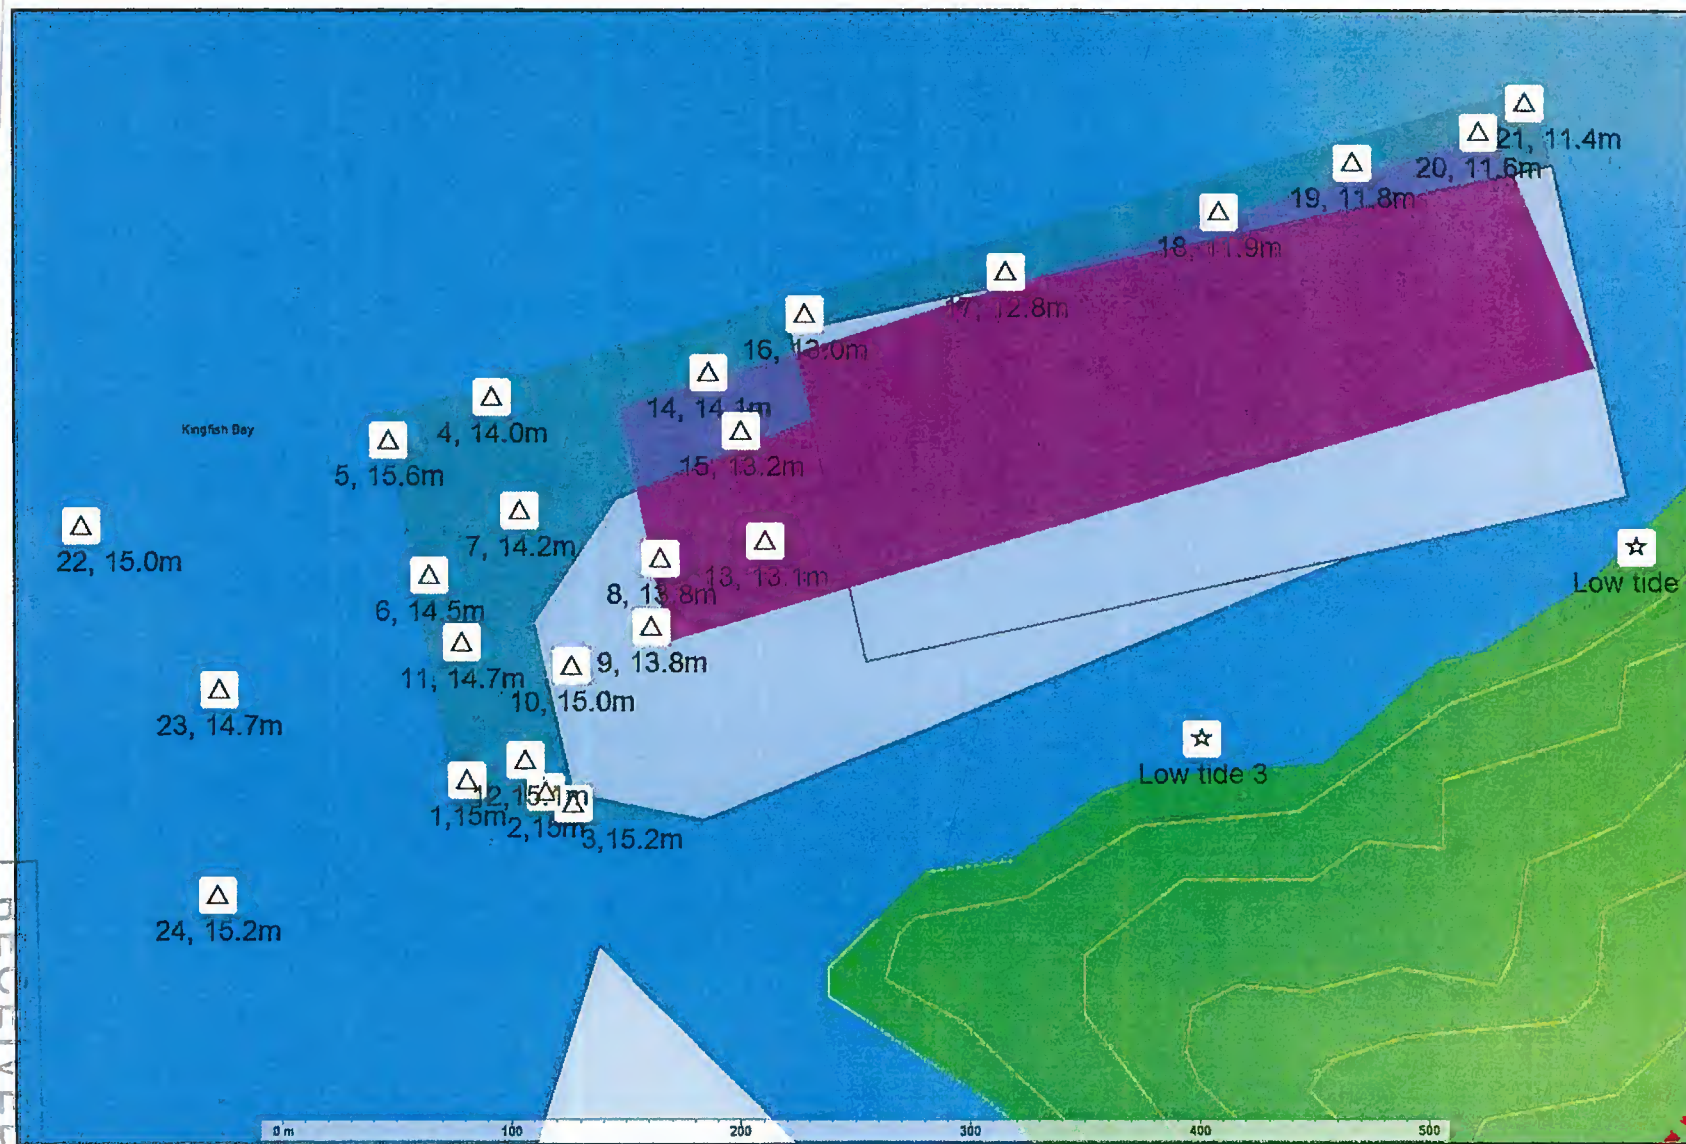 21, 11.4m
20, 11.6m
19, 11.8m
18, 11.9m
17, 12.8m
16, 13.0m
14, 14.1m
Kingfish Bay
4, 14.0m
15, 13.2m
5, 15.6m
7, 14.2m
22, 15.0m
13, 13.1m
8, 13.8m
Low tide
6, 14.5m
9, 13.8m
11, 14.7m
10, 15.0m
23, 14.7m
Low tide 3
12, 15.1m
1,15m
2,15m
3,15.2m
24, 15.2m
RECEIVE
0 m 100 200 300 400 500